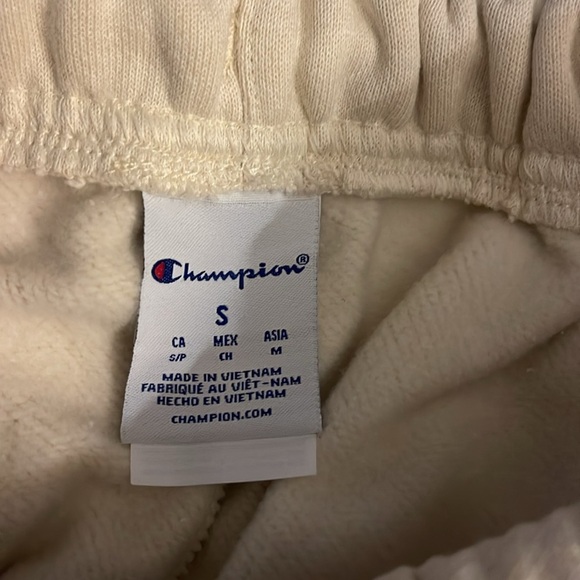 Champion®
S
CA MEX ASIA
S/P CH M
MADE IN VIETNAM
FABRIQUÉ AU VIÊT-NAM
HECHO EN VIETNAM
CHAMPION.COM